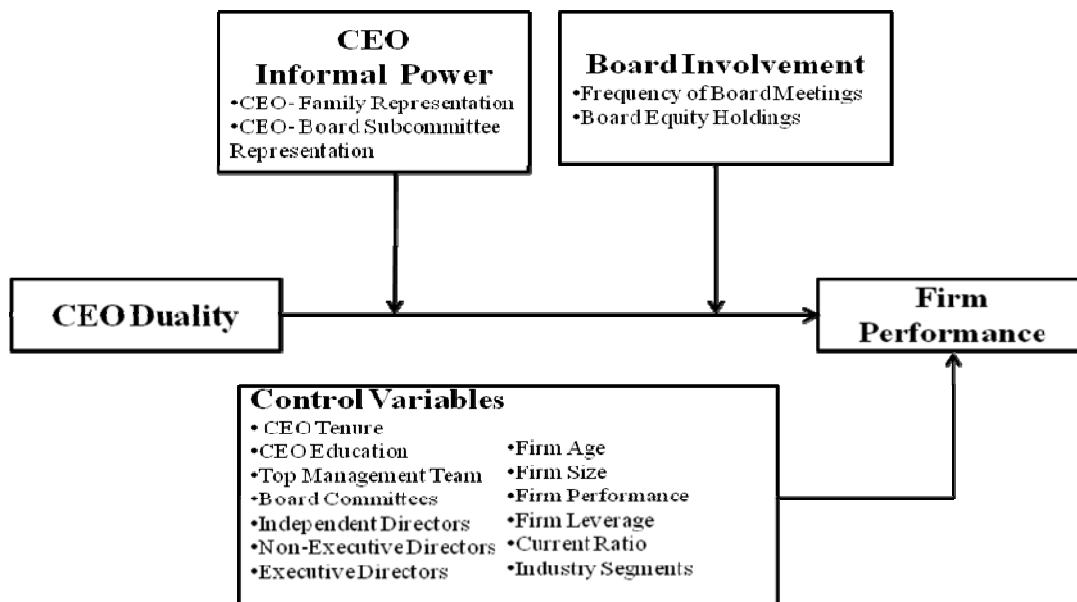 CEO
Informal Power
•CEO- Family Representation
•CEO- Board Subcommittee
Representation
Board Involvement
•Frequency of Board Meetings
•Board Equity Holdings
CEO Duality
Firm
Performance
Control Variables
• CEO Tenure
•CEO Education
•Top Management Team
•Board Committees
•Independent Directors
•Non-Executive Directors
•Executive Directors
•Firm Age
•Firm Size
•Firm Performance
•Firm Leverage
•Current Ratio
•Industry Segments